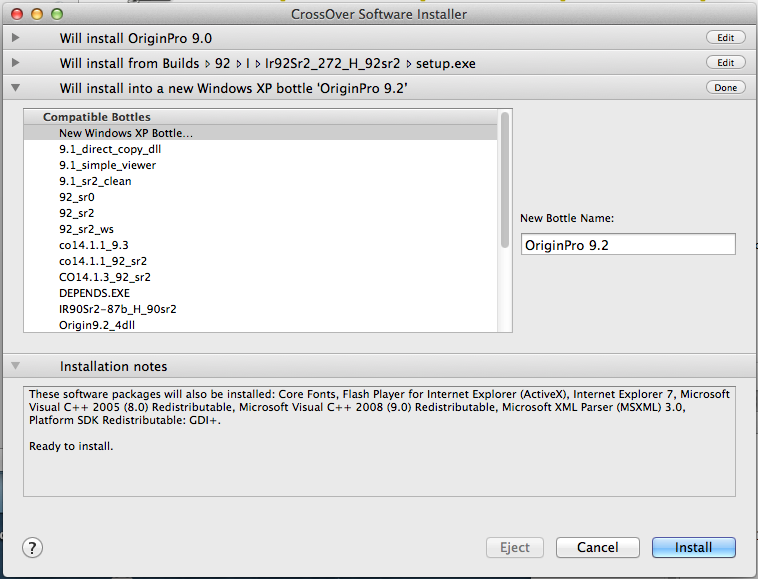 CrossOver Software Installer
Will install OriginPro 9.0
Edit
Will install from Builds ▹ 92 ▹ I ▹ Ir92Sr2_272_H_92sr2 ▹ setup.exe
Edit
Will install into a new Windows XP bottle 'OriginPro 9.2'
Done
Compatible Bottles
New Windows XP Bottle...
9.1_direct_copy_dll
9.1_simple_viewer
9.1_sr2_clean
92_sr0
92_sr2
92_sr2_ws
co14.1.1_9.3
co14.1.1_92_sr2
CO14.1.3_92_sr2
DEPENDS.EXE
IR90Sr2-87b_H_90sr2
Origin9.2_4dll
New Bottle Name:
OriginPro 9.2
Installation notes
These software packages will also be installed: Core Fonts, Flash Player for Internet Explorer (ActiveX), Internet Explorer 7, Microsoft
Visual C++ 2005 (8.0) Redistributable, Microsoft Visual C++ 2008 (9.0) Redistributable, Microsoft XML Parser (MSXML) 3.0,
Platform SDK Redistributable: GDI+.
Ready to install.
?
Eject
Cancel
Install